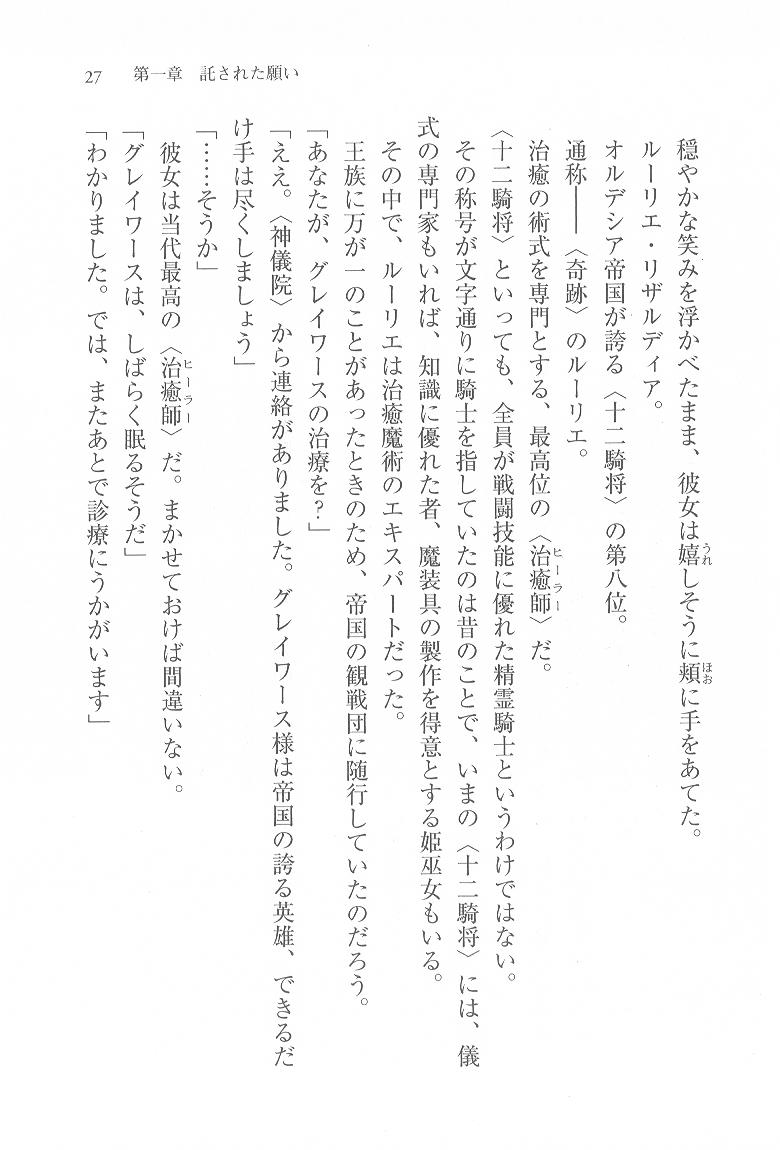 27　第一章　託された願い
穏やかな笑みを浮かべたまま、彼女は嬉しそうに頬に手をあてた。
ルーリエ・リザルディア。
オルデシア帝国が誇る〈十二騎将〉の第八位。
通称――〈奇跡〉のルーリエ。
治癒の術式を専門とする、最高位の〈治癒師〉だ。
〈十二騎将〉といっても、全員が戦闘技能に優れた精霊騎士というわけではない。
その称号が文字通りに騎士を指していたのは昔のことで、いまの〈十二騎将〉には、儀
式の専門家もいれば、知識に優れた者、魔装具の製作を得意とする姫巫女もいる。
その中で、ルーリエは治癒魔術のエキスパートだった。
王族に万が一のことがあったときのため、帝国の観戦団に随行していたのだろう。
「あなたが、グレイワースの治療を？」
「ええ。〈神儀院〉から連絡がありました。グレイワース様は帝国の誇る英雄、できるだ
け手は尽くしましょう」
「……そうか」
彼女は当代最高の〈治癒師〉だ。まかせておけば間違いない。
「グレイワースは、しばらく眠るそうだ」
「わかりました。では、またあとで診療にうかがいます」
うれ
ほお
ヒーラー
ヒーラー